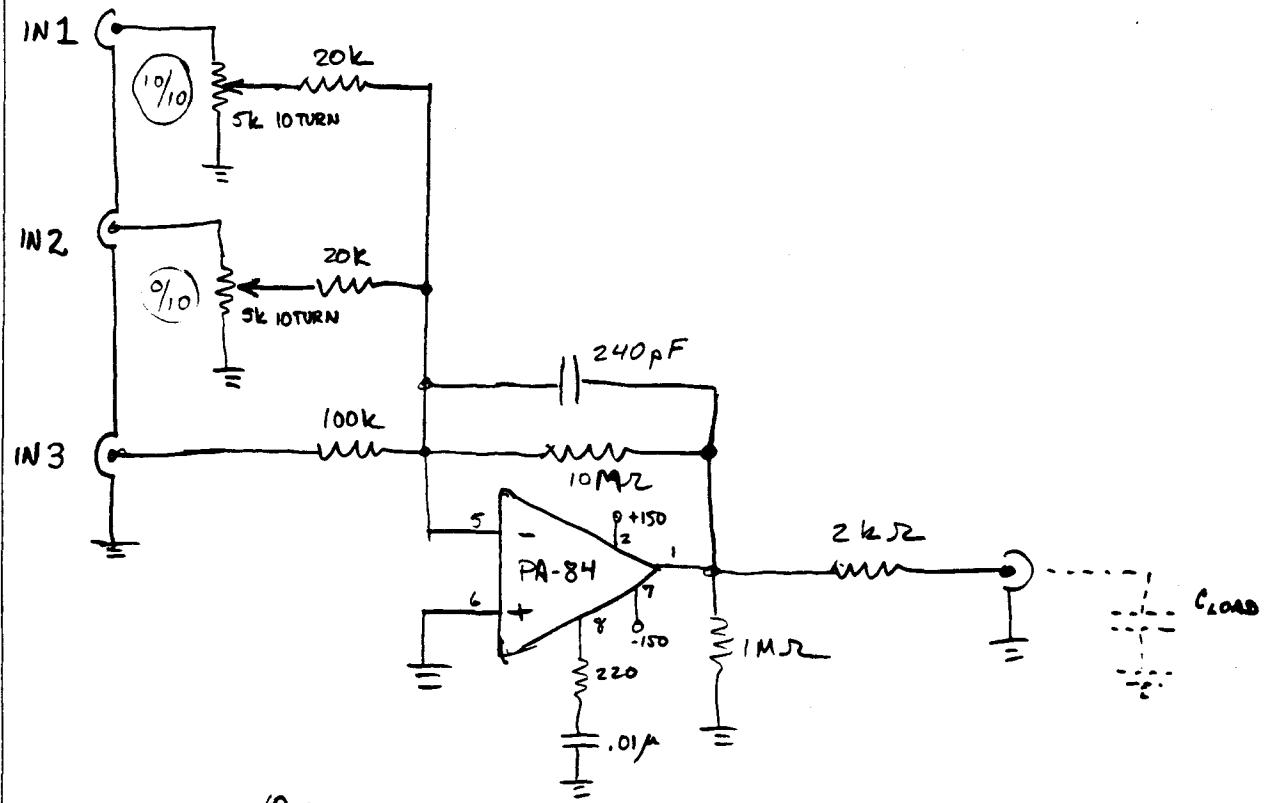 IN1
10/10
20k
5k 10TURN
IN2
0/10
20k
5k 10TURN
240pF
IN3
100k
10MΩ
5
-
+150
2
PA-84
1
2kΩ
6
+
7
-150
8
C LOAD
1MΩ
220
.01μ